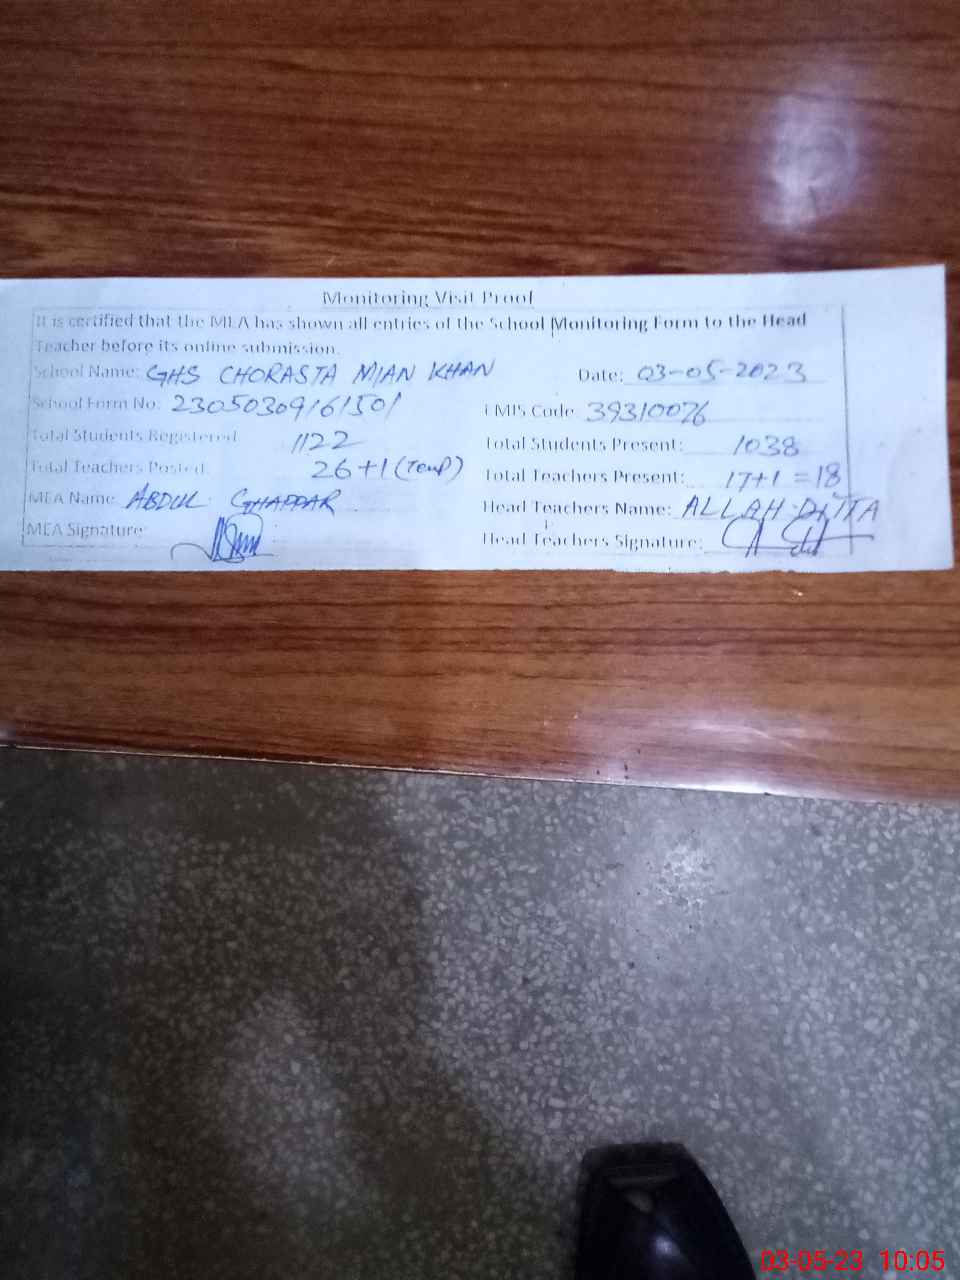 Monitoring Visit Proof
It is certified that the MEA has shown all entries of the School Monitoring Form to the Head
Teacher before its online submission.
School Name: GHS CHORASTA MIAN KHAN Date: 03-05-2023
School Form No: 23050309161501 EMIS Code 39310076
Total Students Registered 1122 Total Students Present: 1038
Total Teachers Posted 26+1 (Temp) Total Teachers Present: 17+1 = 18
MEA Name: ABDUL GHAFFAR Head Teachers Name: ALLAH DITTA
MEA Signature: Head Teachers Signature:
03-05-23 10:05